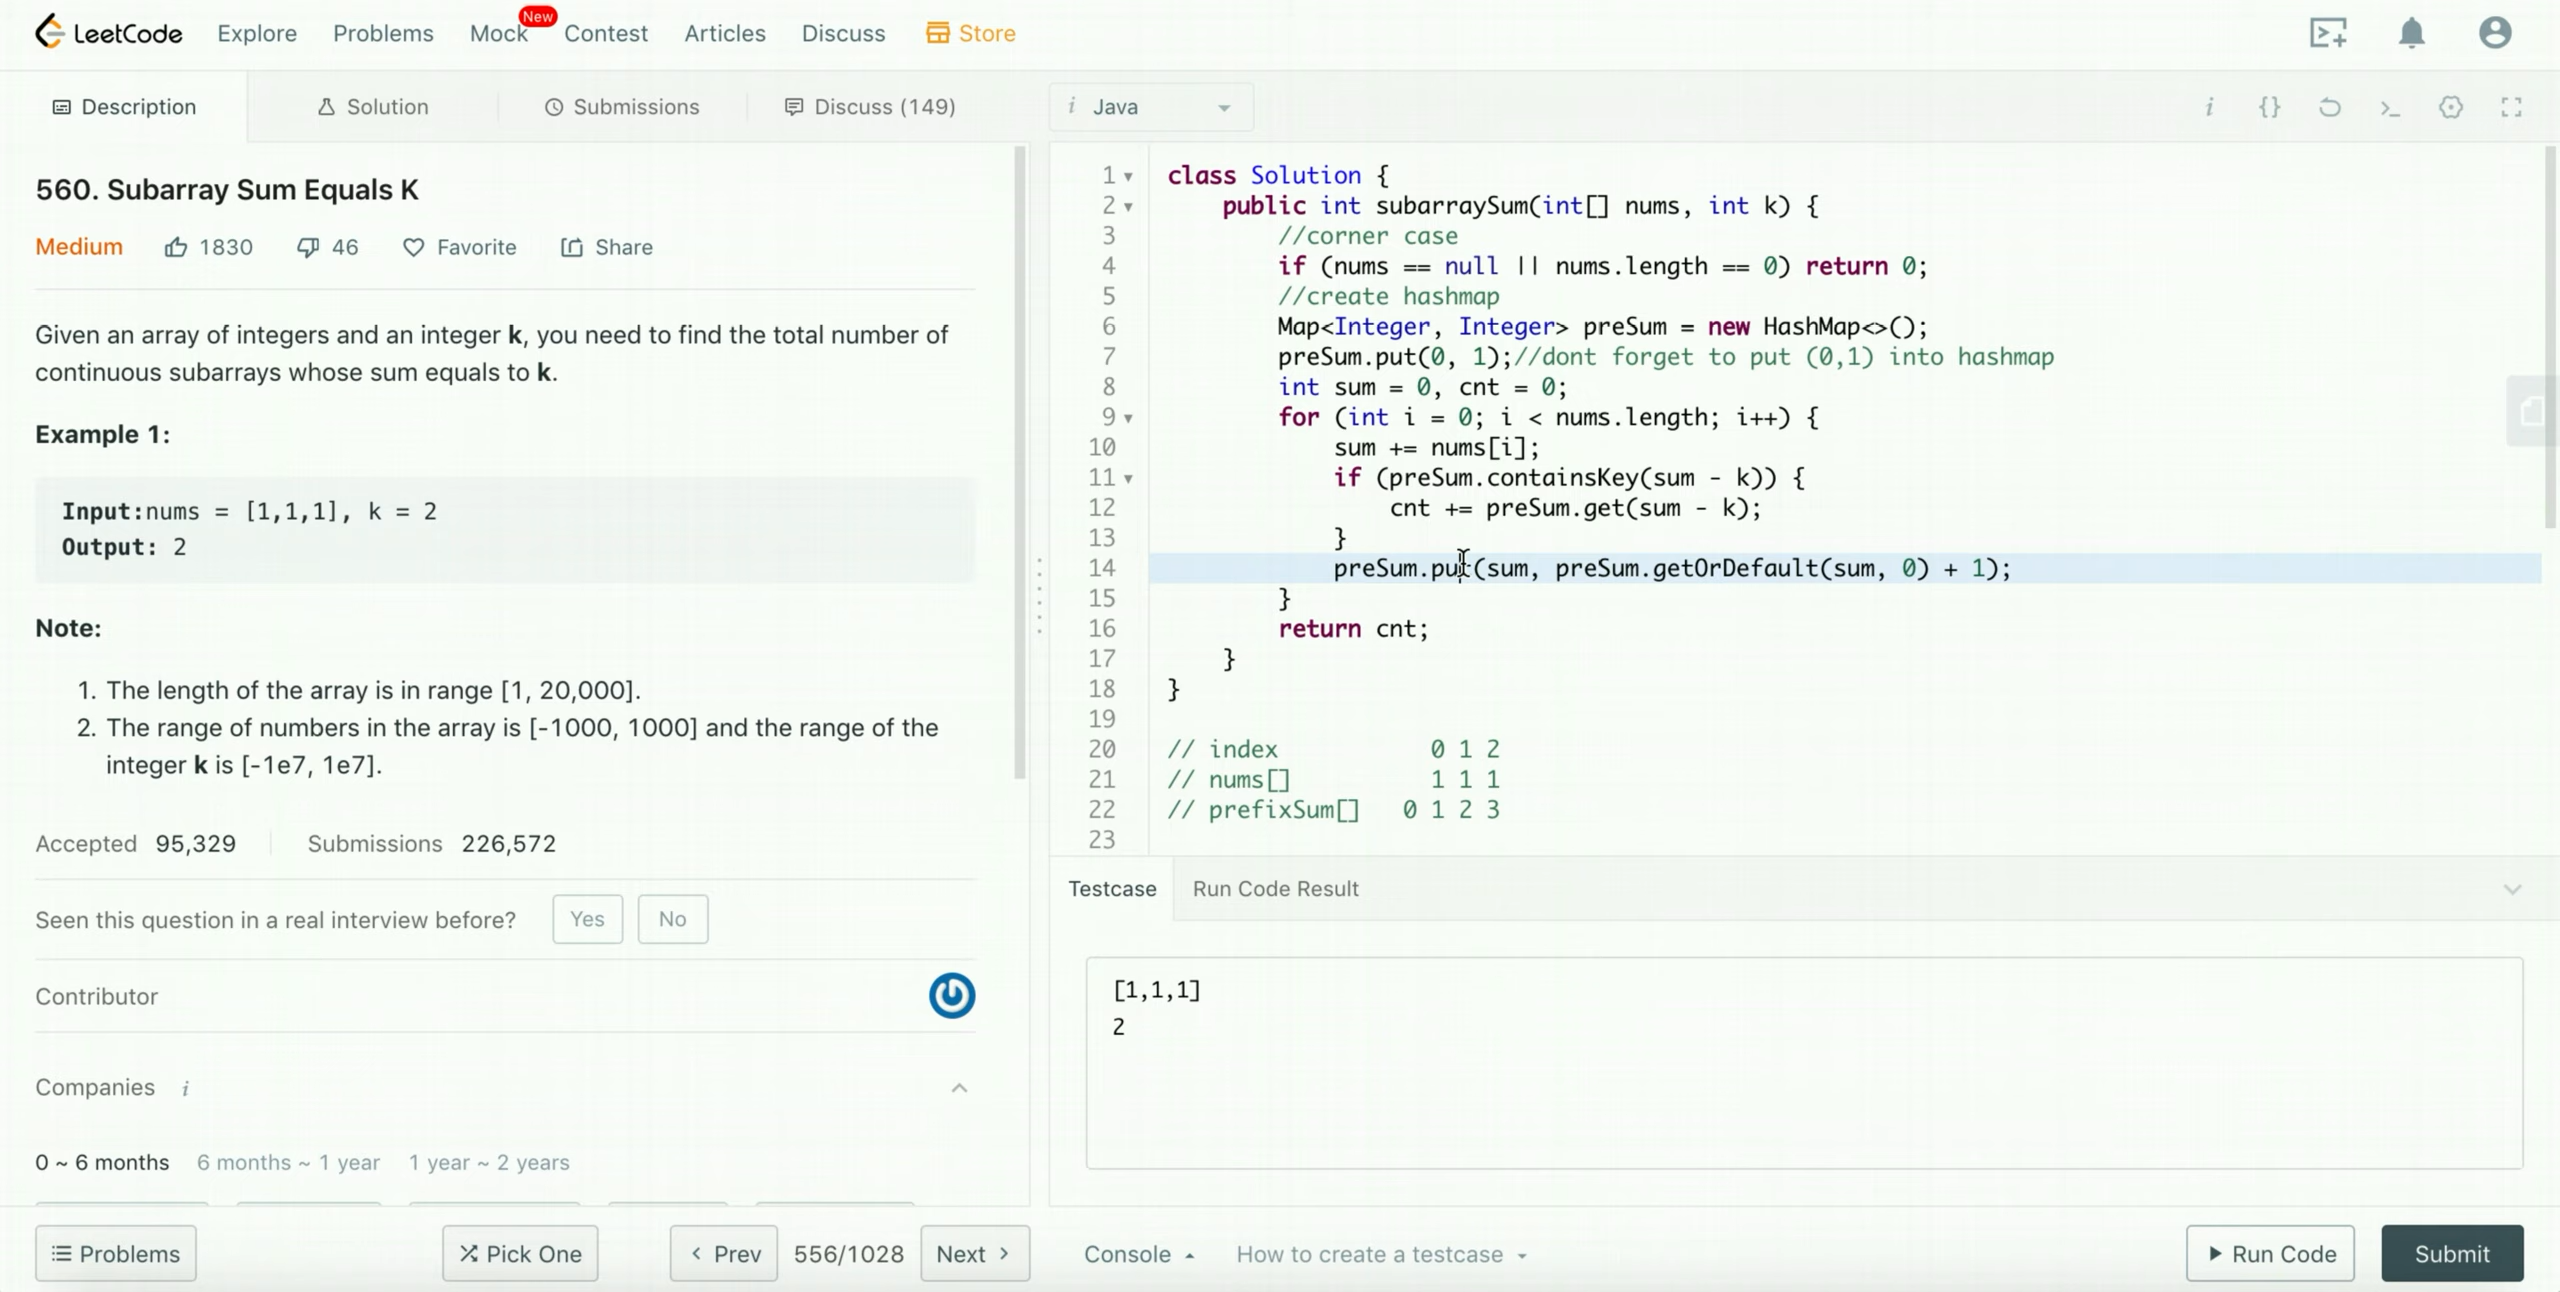 LeetCode Explore Problems Mock New Contest Articles Discuss Store
Description Solution Submissions Discuss (149)
560. Subarray Sum Equals K
Medium 1830 46 Favorite Share
Given an array of integers and an integer k, you need to find the total number of
continuous subarrays whose sum equals to k.
Example 1:
Input:nums = [1,1,1], k = 2
Output: 2
Note:
1. The length of the array is in range [1, 20,000].
2. The range of numbers in the array is [-1000, 1000] and the range of the
integer k is [-1e7, 1e7].
Accepted 95,329 Submissions 226,572
Seen this question in a real interview before? Yes No
Contributor
Companies i
0 ~ 6 months 6 months ~ 1 year 1 year ~ 2 years
Problems Pick One Prev 556/1028 Next
i Java i {}
1 class Solution {
2 public int subarraySum(int[] nums, int k) {
3 //corner case
4 if (nums == null || nums.length == 0) return 0;
5 //create hashmap
6 Map<Integer, Integer> preSum = new HashMap<>();
7 preSum.put(0, 1);//dont forget to put (0,1) into hashmap
8 int sum = 0, cnt = 0;
9 for (int i = 0; i < nums.length; i++) {
10 sum += nums[i];
11 if (preSum.containsKey(sum - k)) {
12 cnt += preSum.get(sum - k);
13 }
14 preSum.put(sum, preSum.getOrDefault(sum, 0) + 1);
15 }
16 return cnt;
17 }
18 }
19
20 // index 0 1 2
21 // nums[] 1 1 1
22 // prefixSum[] 0 1 2 3
23
Testcase Run Code Result
[1,1,1]
2
Console How to create a testcase Run Code Submit